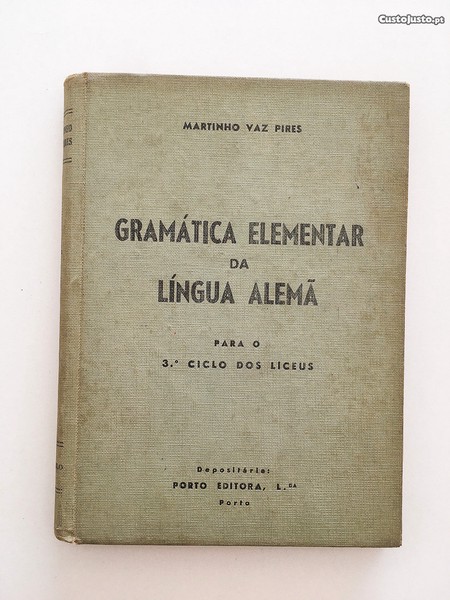 CustoJusto.pt
MARTINHO VAZ PIRES
GRAMÁTICA ELEMENTAR
DA
LÍNGUA ALEMÃ
PARA O
3.º CICLO DOS LICEUS
Depositária:
PORTO EDITORA, L.DA
Porto